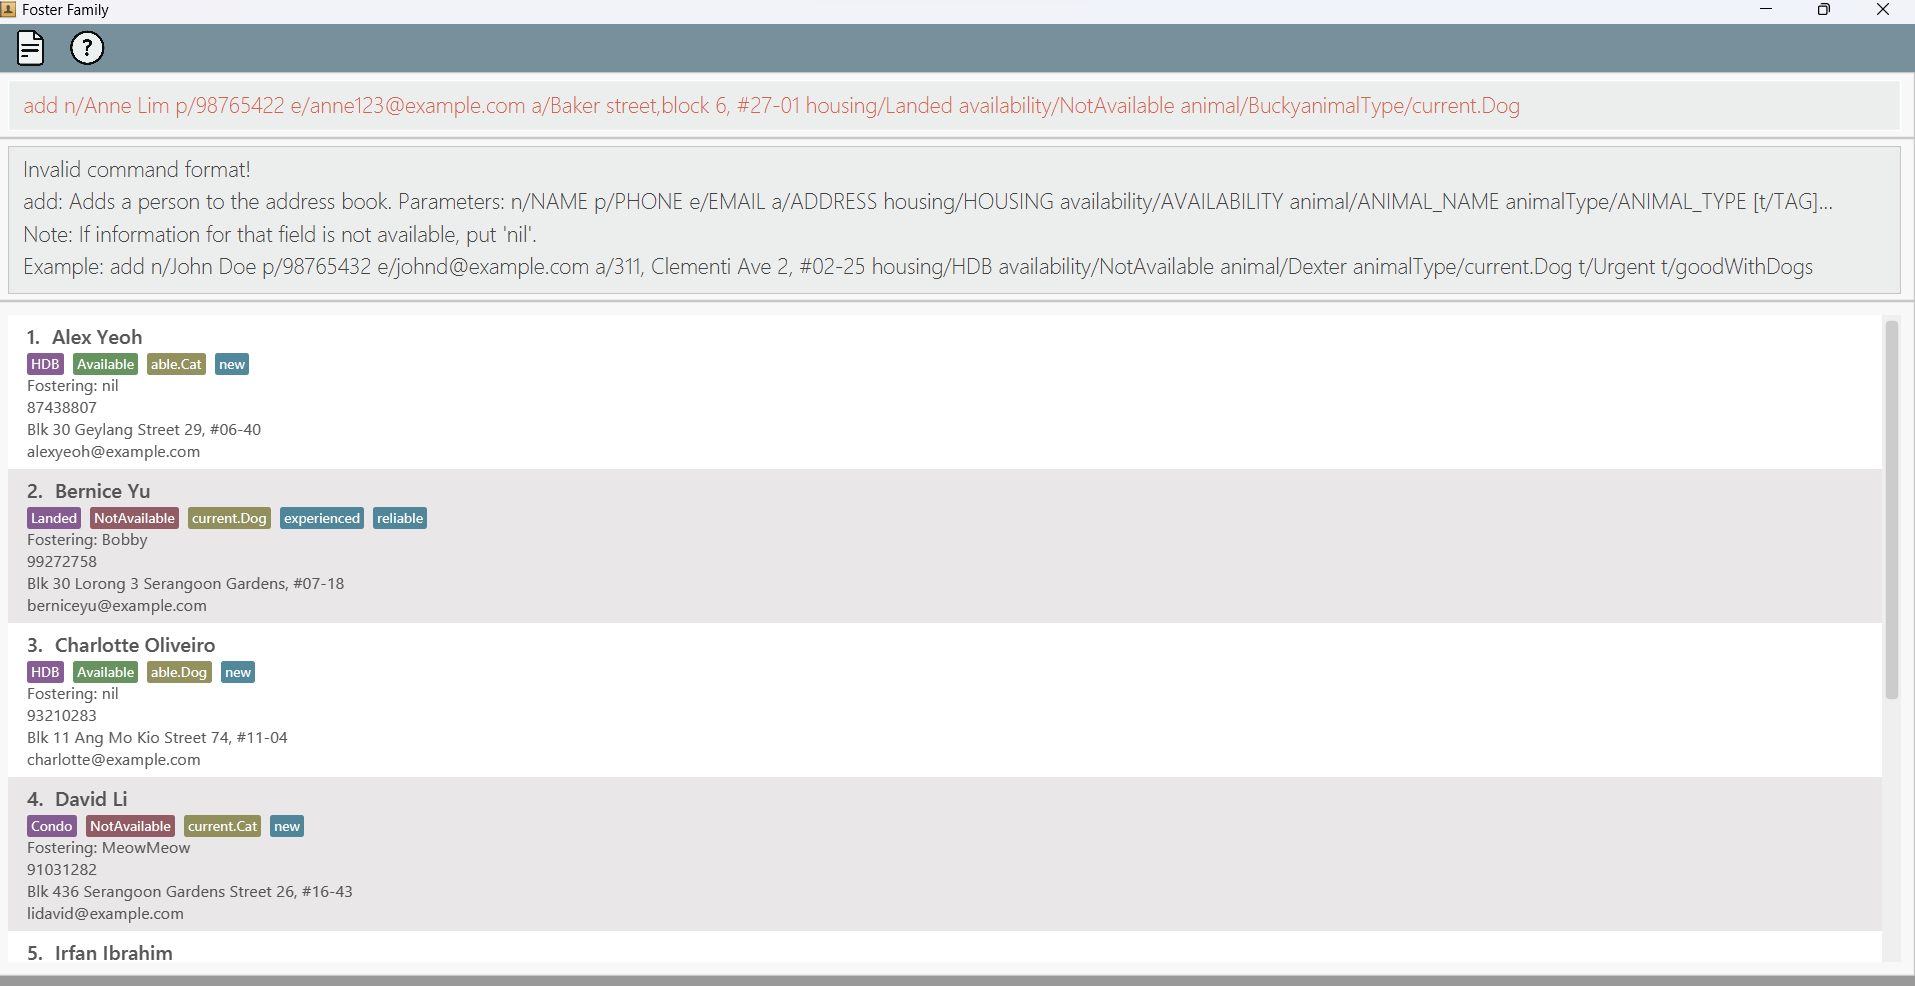 Foster Family
?
add n/Anne Lim p/98765422 e/anne123@example.com a/Baker street,block 6, #27-01 housing/Landed availability/NotAvailable animal/BuckyanimalType/current.Dog
Invalid command format!
add: Adds a person to the address book. Parameters: n/NAME p/PHONE e/EMAIL a/ADDRESS housing/HOUSING availability/AVAILABILITY animal/ANIMAL_NAME animalType/ANIMAL_TYPE [t/TAG]...
Note: If information for that field is not available, put 'nil'.
Example: add n/John Doe p/98765432 e/johnd@example.com a/311, Clementi Ave 2, #02-25 housing/HDB availability/NotAvailable animal/Dexter animalType/current.Dog t/Urgent t/goodWithDogs
1. Alex Yeoh
HDB Available able.Cat new
Fostering: nil
87438807
Blk 30 Geylang Street 29, #06-40
alexyeoh@example.com
2. Bernice Yu
Landed NotAvailable current.Dog experienced reliable
Fostering: Bobby
99272758
Blk 30 Lorong 3 Serangoon Gardens, #07-18
berniceyu@example.com
3. Charlotte Oliveiro
HDB Available able.Dog new
Fostering: nil
93210283
Blk 11 Ang Mo Kio Street 74, #11-04
charlotte@example.com
4. David Li
Condo NotAvailable current.Cat new
Fostering: MeowMeow
91031282
Blk 436 Serangoon Gardens Street 26, #16-43
lidavid@example.com
5. Irfan Ibrahim